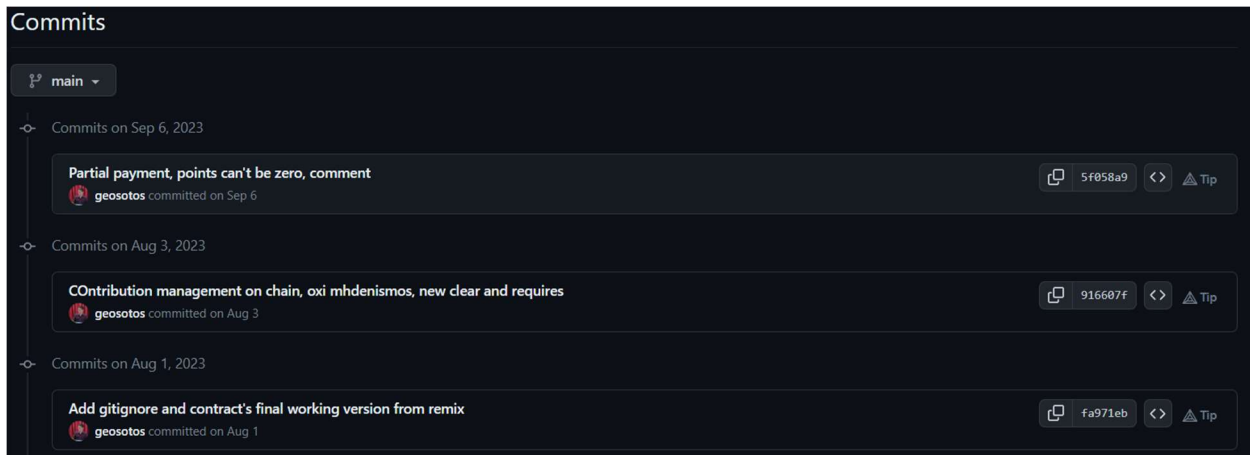 Commits
main
Commits on Sep 6, 2023
Partial payment, points can't be zero, comment
5f058a9
Tip
geosotos committed on Sep 6
Commits on Aug 3, 2023
COntribution management on chain, oxi mhdenismos, new clear and requires
916607f
Tip
geosotos committed on Aug 3
Commits on Aug 1, 2023
Add gitignore and contract's final working version from remix
fa971eb
Tip
geosotos committed on Aug 1